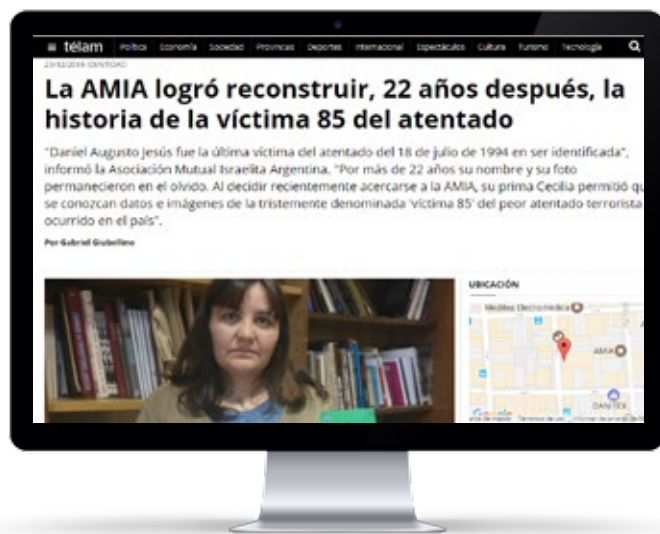 télam Política Economía Sociedad Provincias Deportes Internacional Espectáculos Cultura Turismo Tecnología
La AMIA logró reconstruir, 22 años después, la
historia de la víctima 85 del atentado
"Daniel Augusto Jesús fue la última víctima del atentado del 18 de julio de 1994 en ser identificada",
informó la Asociación Mutual Israelita Argentina. "Por más de 22 años su nombre y su foto
permanecieron en el olvido. Al decidir recientemente acercarse a la AMIA, su prima Cecilia permitió qu
se conozcan datos e imágenes de la tristemente denominada 'víctima 85' del peor atentado terrorista
ocurrido en el país".
Por Gabriel Giubellino
UBICACIÓN
AMIA